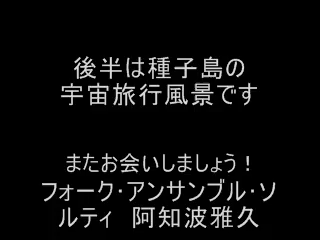 後半は種子島の
宇宙旅行風景です
またお会いしましょう！
フォーク・アンサンブル・ソ
ルティ　阿知波雅久